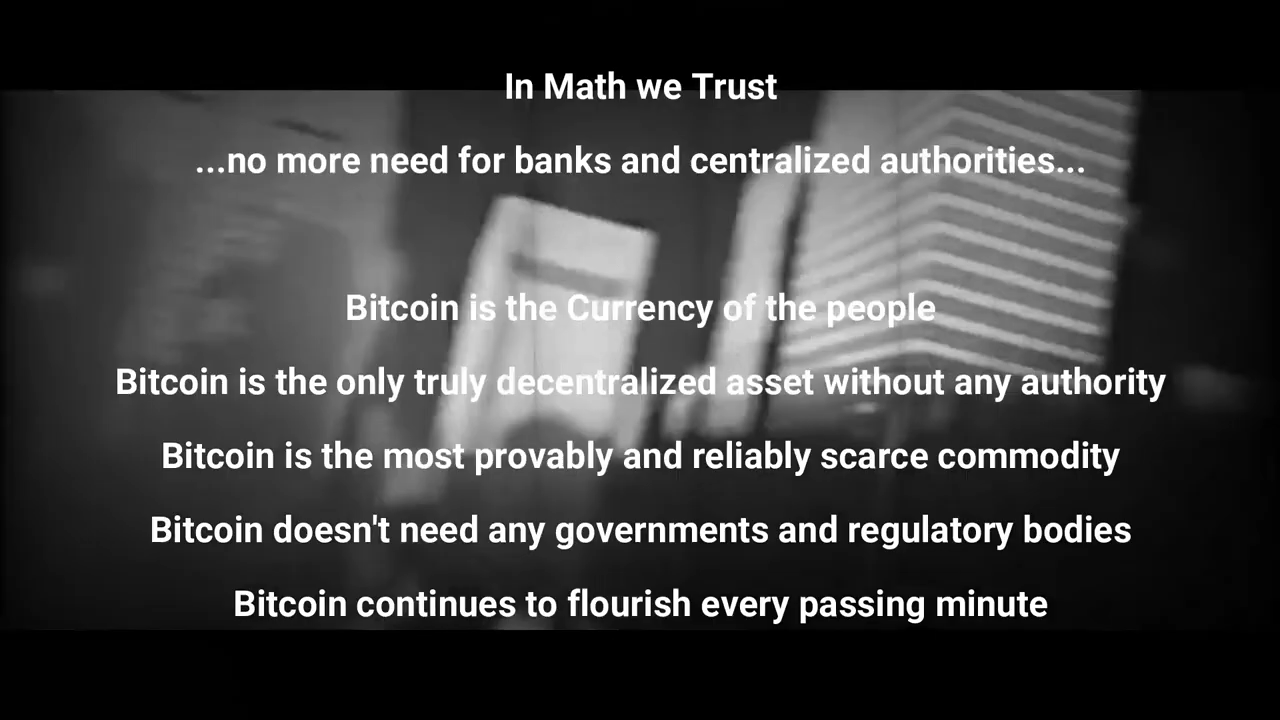 In Math we Trust
...no more need for banks and centralized authorities...
Bitcoin is the Currency of the people
Bitcoin is the only truly decentralized asset without any authority
Bitcoin is the most provably and reliably scarce commodity
Bitcoin doesn't need any governments and regulatory bodies
Bitcoin continues to flourish every passing minute